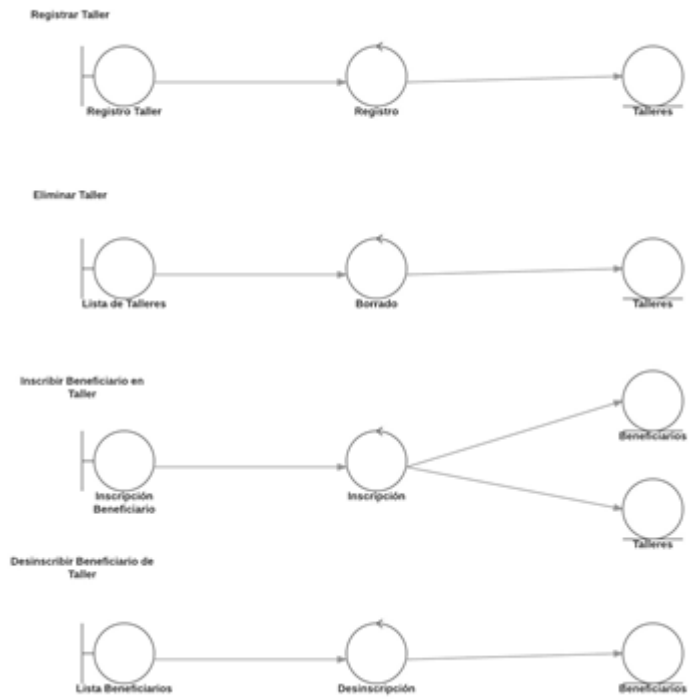 Registrar Taller
Registro Taller
Registro
Talleres
Eliminar Taller
Lista de Talleres
Borrado
Talleres
Inscribir Beneficiario en
Taller
Beneficiarios
Inscripción
Beneficiario
Inscripción
Talleres
Desinscribir Beneficiario de
Taller
Lista Beneficiarios
Desinscripción
Beneficiarios